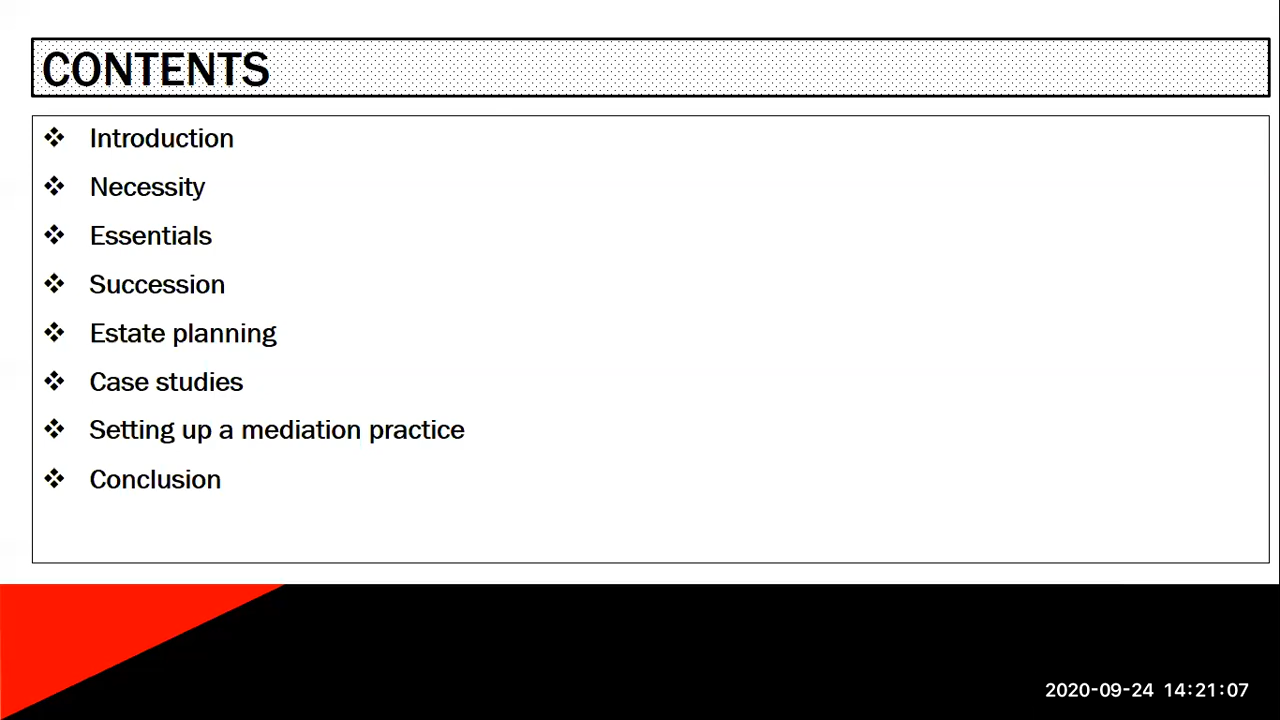 CONTENTS
❖ Introduction
❖ Necessity
❖ Essentials
❖ Succession
❖ Estate planning
❖ Case studies
❖ Setting up a mediation practice
❖ Conclusion
2020-09-24 14:21:07